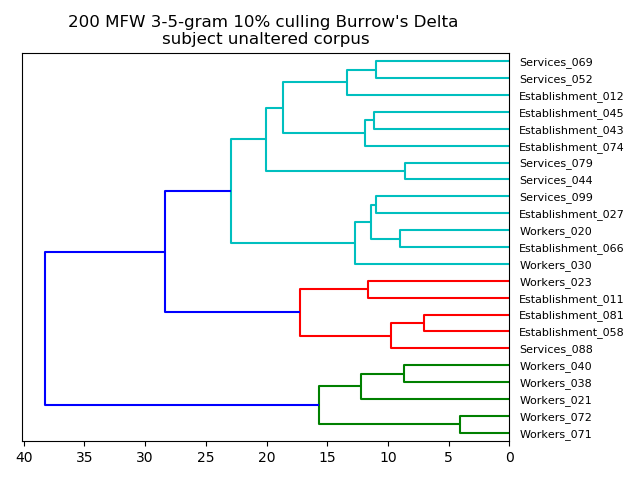 200 MFW 3-5-gram 10% culling Burrow's Delta
subject unaltered corpus
Services_069
Services_052
Establishment_012
Establishment_045
Establishment_043
Establishment_074
Services_079
Services_044
Services_099
Establishment_027
Workers_020
Establishment_066
Workers_030
Workers_023
Establishment_011
Establishment_081
Establishment_058
Services_088
Workers_040
Workers_038
Workers_021
Workers_072
Workers_071
40 35 30 25 20 15 10 5 0